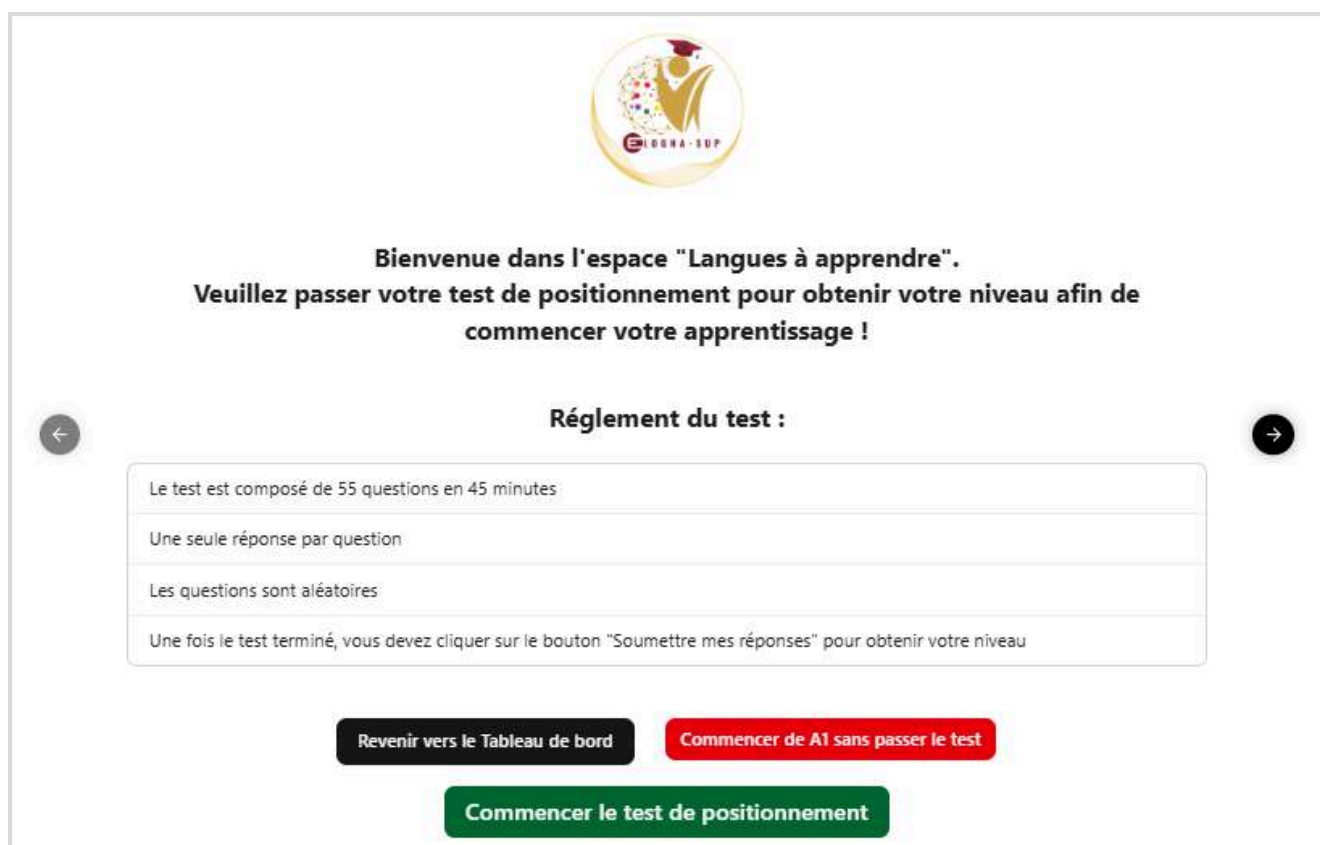 ELOGHA-SUP
Bienvenue dans l'espace "Langues à apprendre".
Veuillez passer votre test de positionnement pour obtenir votre niveau afin de
commencer votre apprentissage !
Réglement du test :
Le test est composé de 55 questions en 45 minutes
Une seule réponse par question
Les questions sont aléatoires
Une fois le test terminé, vous devez cliquer sur le bouton "Soumettre mes réponses" pour obtenir votre niveau
Revenir vers le Tableau de bord
Commencer de A1 sans passer le test
Commencer le test de positionnement